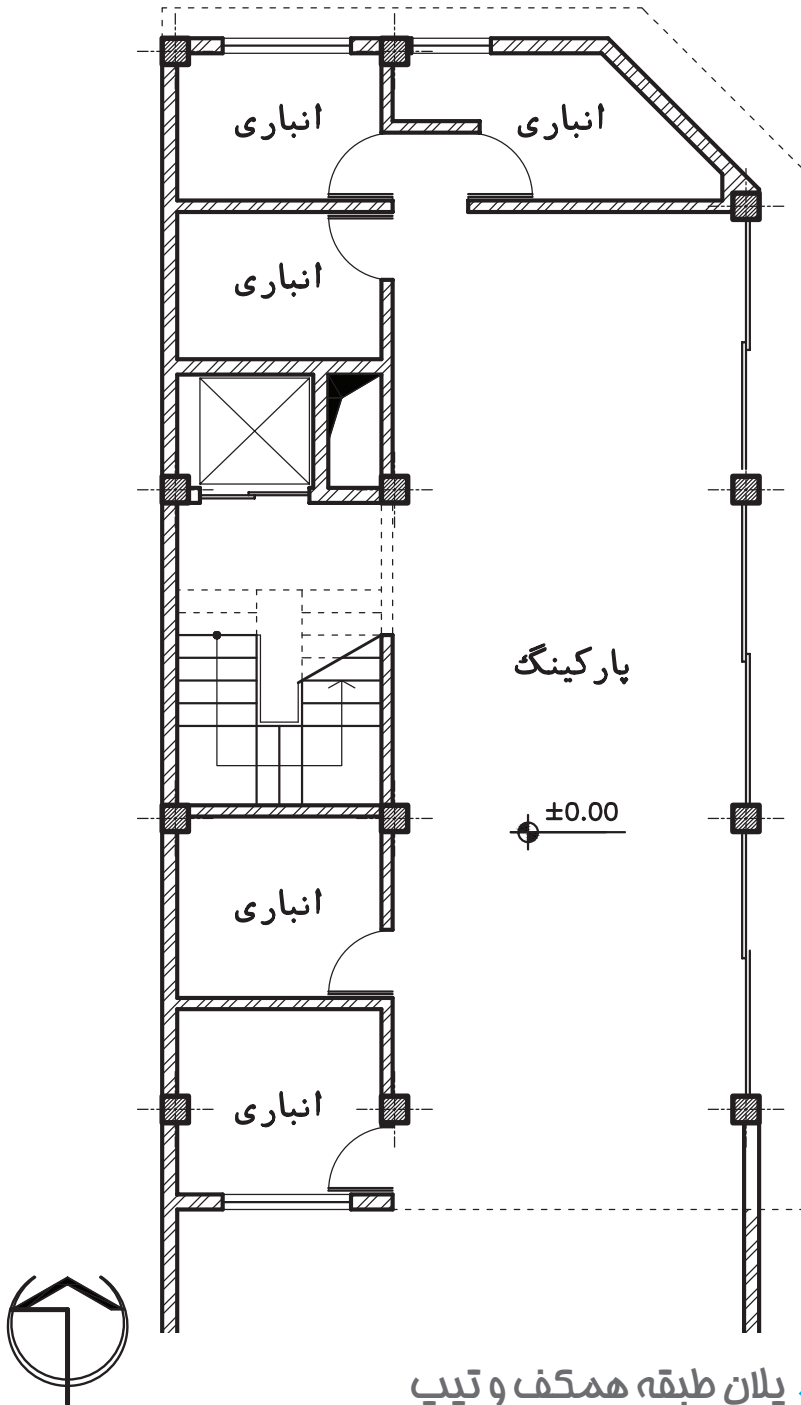 انباری
انباری
انباری
پارکینگ
±0.00
انباری
انباری
پلان طبقه همکف و تیپ